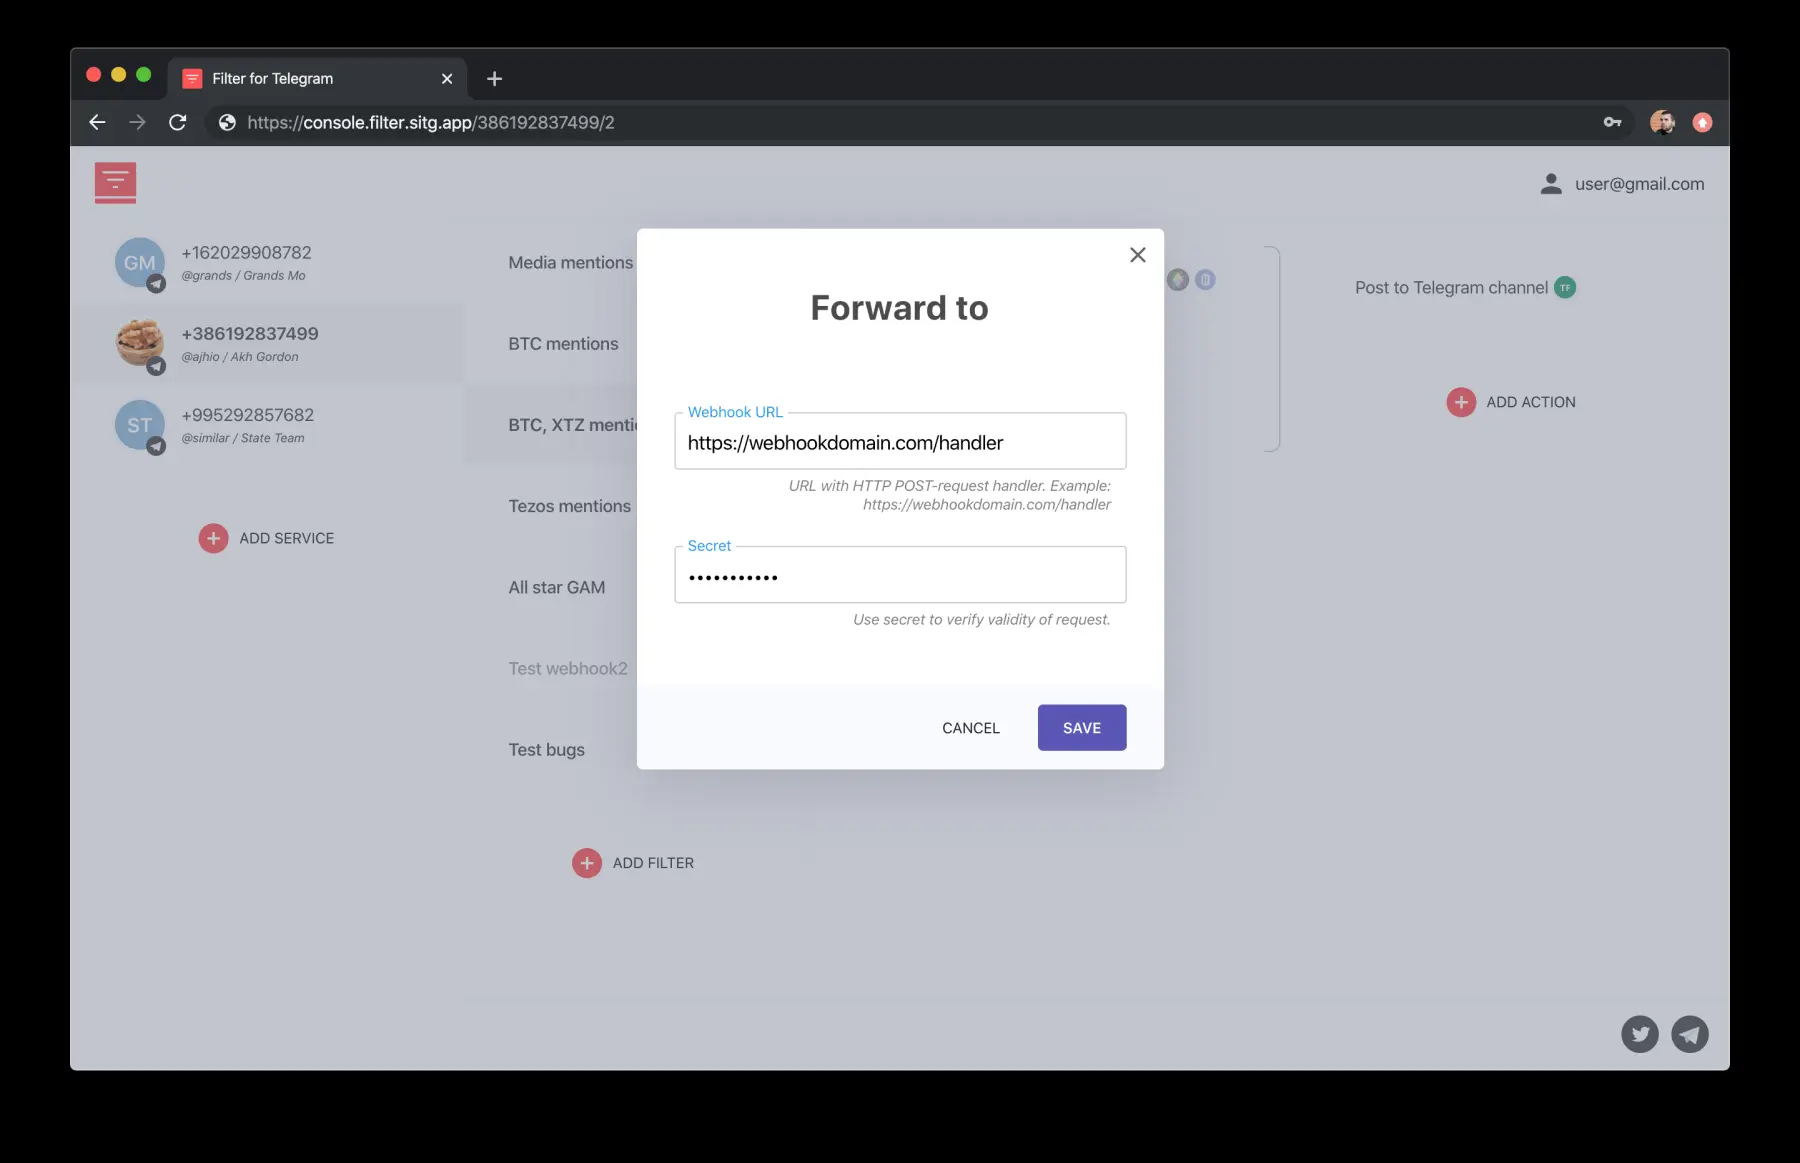 Filter for Telegram
https://console.filter.sitg.app/386192837499/2
user@gmail.com
GM
+162029908782
@grands / Grands Mo
+386192837499
@ajhio / Akh Gordon
ST
+995292857682
@similar / State Team
ADD SERVICE
Media mentions
BTC mentions
BTC, XTZ menti
Tezos mentions
All star GAM
Test webhook2
Test bugs
ADD FILTER
Forward to
Webhook URL
https://webhookdomain.com/handler
URL with HTTP POST-request handler. Example:
https://webhookdomain.com/handler
Secret
•••••••••••
Use secret to verify validity of request.
CANCEL
SAVE
Post to Telegram channel TF
ADD ACTION